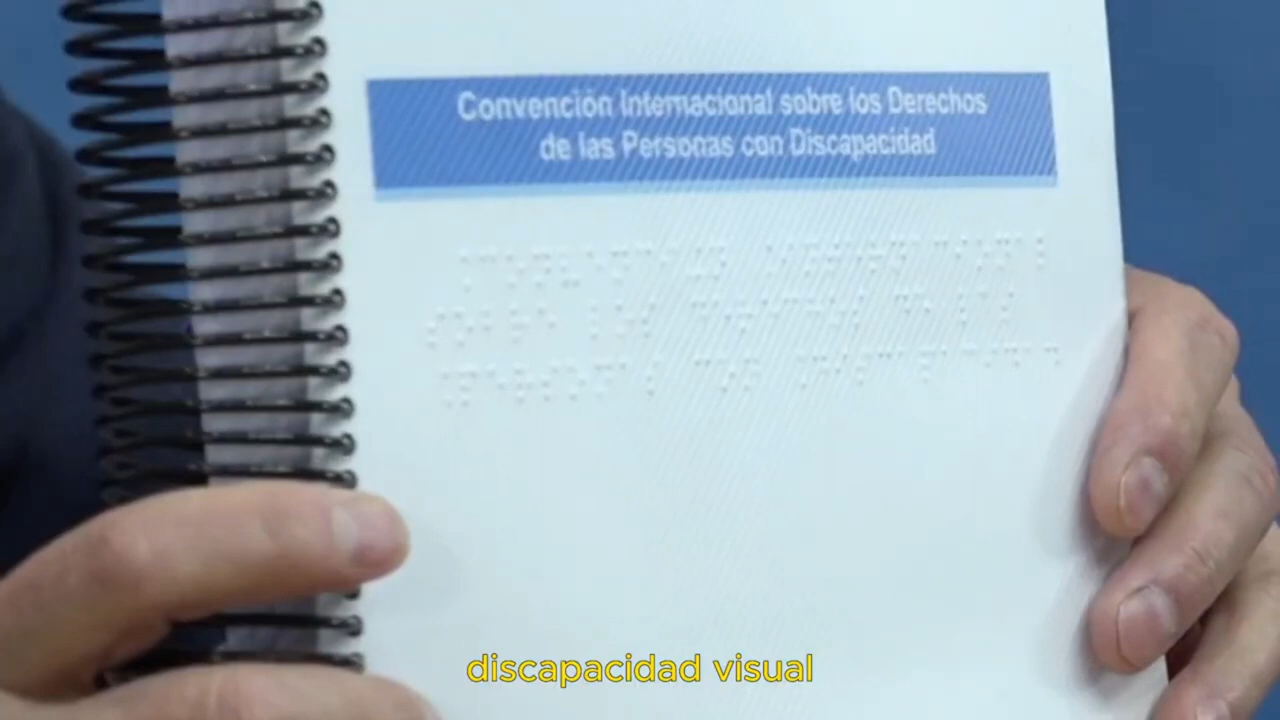 Convención Internacional sobre los Derechos
de las Personas con Discapacidad
discapacidad visual